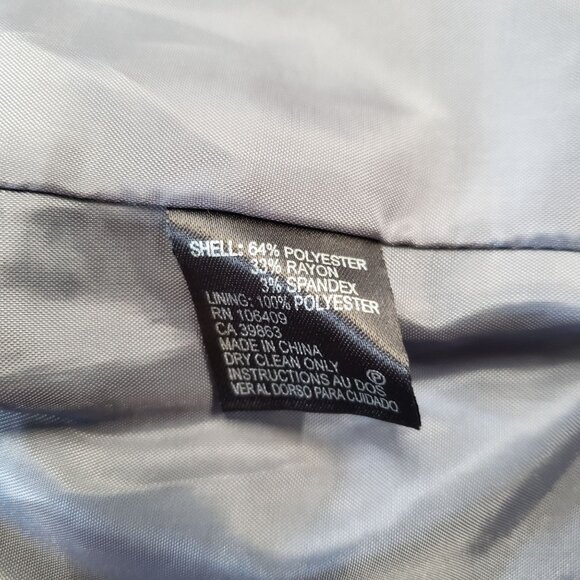 SHELL: 64% POLYESTER
33% RAYON
3% SPANDEX
LINING: 100% POLYESTER
RN 106409
CA 39863
MADE IN CHINA
DRY CLEAN ONLY
P
INSTRUCTIONS AU DOS
VER AL DORSO PARA CUIDADO